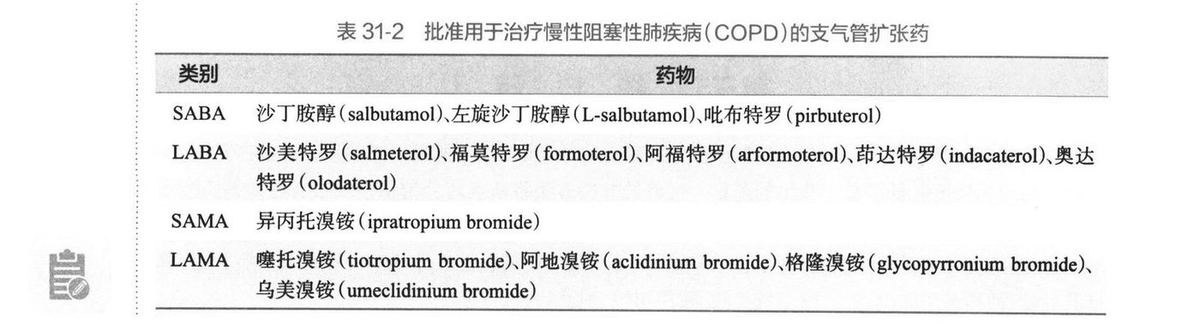 表 31-2 批准用于治疗慢性阻塞性肺疾病(COPD)的支气管扩张药
类别 药物
SABA 沙丁胺醇(salbutamol)、左旋沙丁胺醇(L-salbutamol)、吡布特罗(pirbuterol)
LABA 沙美特罗(salmeterol)、福莫特罗(formoterol)、阿福特罗(arformoterol)、茚达特罗(indacaterol)、奥达
特罗(olodaterol)
SAMA 异丙托溴铵(ipratropium bromide)
LAMA 噻托溴铵(tiotropium bromide)、阿地溴铵(aclidinium bromide)、格隆溴铵(glycopyrronium bromide)、
乌美溴铵(umeclidinium bromide)